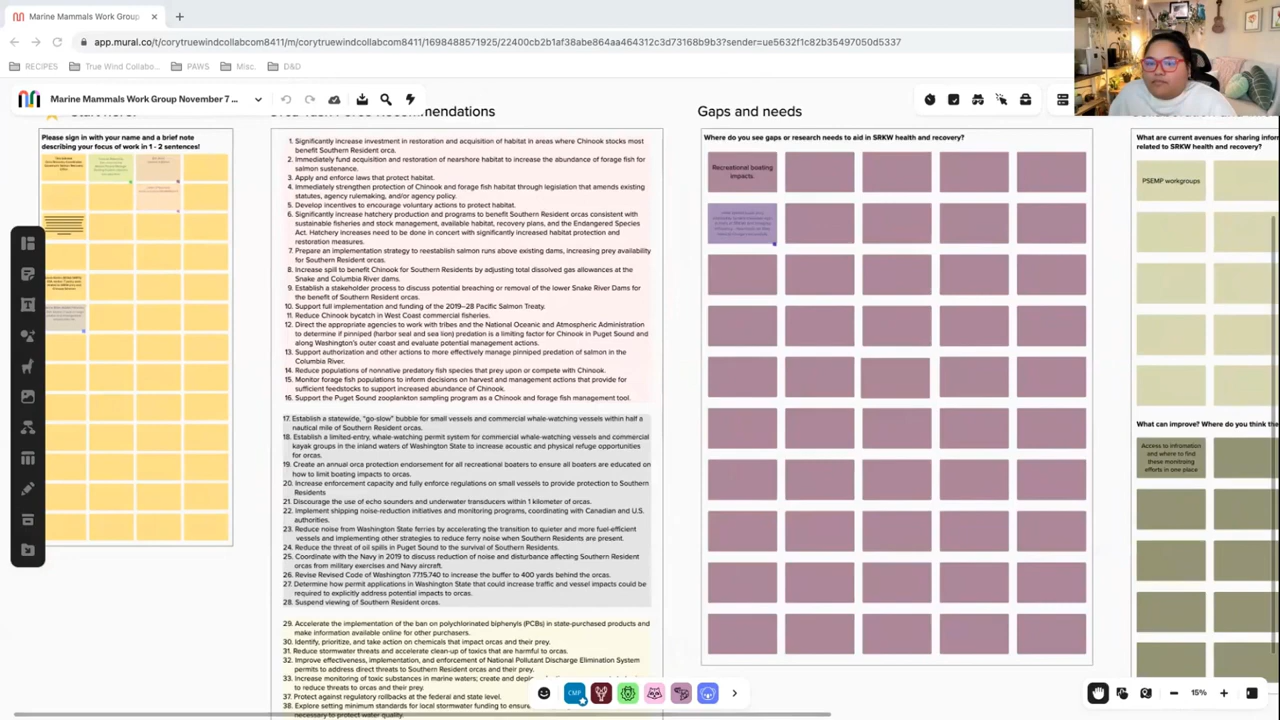 Marine Mammals Work Group
app.mural.co/t/corytruewindcollabcom8411/m/corytruewindcollabcom8411/1698488571925/22400cb2b1af38abe864aa464312c3d73168b9b3?sender=ue5632f1c82b35497050d5337
RECIPES
True Wind Collabo...
PAWS
Misc.
D&D
Marine Mammals Work Group November 7 ...
Please sign in with your name and a brief note
describing your focus of work in 1 - 2 sentences!
1. Significantly increase investment in restoration and acquisition of habitat in areas where Chinook stocks most
benefit Southern Resident orca.
2. Immediately fund acquisition and restoration of nearshore habitat to increase the abundance of forage fish for
salmon sustenance.
3. Apply and enforce laws that protect habitat.
4. Immediately strengthen protection of Chinook and forage fish habitat through legislation that amends existing
statutes, agency rulemaking, and/or agency policy.
5. Develop incentives to encourage voluntary actions to protect habitat.
6. Significantly increase hatchery production and programs to benefit Southern Resident orcas consistent with
sustainable fisheries and stock management, available habitat, recovery plans, and the Endangered Species
Act. Hatchery increases need to be done in concert with significantly increased habitat protection and
restoration measures.
7. Prepare an implementation strategy to reestablish salmon runs above existing dams, increasing prey availability
for Southern Resident orcas.
8. Increase spill to benefit Chinook for Southern Residents by adjusting total dissolved gas allowances at the
Snake and Columbia River dams.
9. Establish a stakeholder process to discuss potential breaching or removal of the lower Snake River Dams for
the benefit of Southern Resident orcas.
10. Support full implementation and funding of the 2019–28 Pacific Salmon Treaty.
11. Reduce Chinook bycatch in West Coast commercial fisheries.
12. Direct the appropriate agencies to work with tribes and the National Oceanic and Atmospheric Administration
to determine if pinniped (harbor seal and sea lion) predation is a limiting factor for Chinook in Puget Sound and
along Washington's outer coast and evaluate potential management actions.
13. Support authorization and other actions to more effectively manage pinniped predation of salmon in the
Columbia River.
14. Reduce populations of nonnative predatory fish species that prey upon or compete with Chinook.
15. Monitor forage fish populations to inform decisions on harvest and management actions that provide for
sufficient feedstocks to support increased abundance of Chinook.
16. Support the Puget Sound zooplankton sampling program as a Chinook and forage fish management tool.
17. Establish a statewide, "go-slow" bubble for small vessels and commercial whale-watching vessels within half a
nautical mile of Southern Resident orcas.
18. Establish a limited-entry, whale-watching permit system for commercial whale-watching vessels and commercial
kayak groups in the inland waters of Washington State to increase acoustic and physical refuge opportunities
for orcas.
19. Create an annual orca protection endorsement for all recreational boaters to ensure all boaters are educated on
how to limit boating impacts to orcas.
20. Increase enforcement capacity and fully enforce regulations on small vessels to provide protection to Southern
Residents
21. Discourage the use of echo sounders and underwater transducers within 1 kilometer of orcas.
22. Implement shipping noise-reduction initiatives and monitoring programs, coordinating with Canadian and U.S.
authorities.
23. Reduce noise from Washington State ferries by accelerating the transition to quieter and more fuel-efficient
vessels and implementing other strategies to reduce ferry noise when Southern Residents are present.
24. Reduce the threat of oil spills in Puget Sound to the survival of Southern Residents.
25. Coordinate with the Navy in 2019 to discuss reduction of noise and disturbance affecting Southern Resident
orcas from military exercises and Navy aircraft.
26. Revise Revised Code of Washington 77.15.740 to increase the buffer to 400 yards behind the orcas.
27. Determine how permit applications in Washington State that could increase traffic and vessel impacts could be
required to explicitly address potential impacts to orcas.
28. Suspend viewing of Southern Resident orcas.
29. Accelerate the implementation of the ban on polychlorinated biphenyls (PCBs) in state-purchased products and
make information available online for other purchasers.
30. Identify, prioritize, and take action on chemicals that impact orcas and their prey.
31. Reduce stormwater threats and accelerate clean-up of toxics that are harmful to orcas.
32. Improve effectiveness, implementation, and enforcement of National Pollutant Discharge Elimination System
permits to address direct threats to Southern Resident orcas and their prey.
33. Increase monitoring of toxic substances in marine waters; create and
to reduce threats to orcas and their prey.
37. Protect against regulatory rollbacks at the federal and state level.
38. Explore setting minimum standards for local stormwater funding to ensure
necessary to protect water quality.
Gaps and needs
Where do you see gaps or research needs to aid in SRKW health and recovery?
Recreational boating
impacts
What are current avenues for sharing
related to SRKW health and recovery?
PSEMP workgroups
What can improve? Where do you think
Access to infromation
and where to find
these monitroing
efforts in one place
CMP
15%